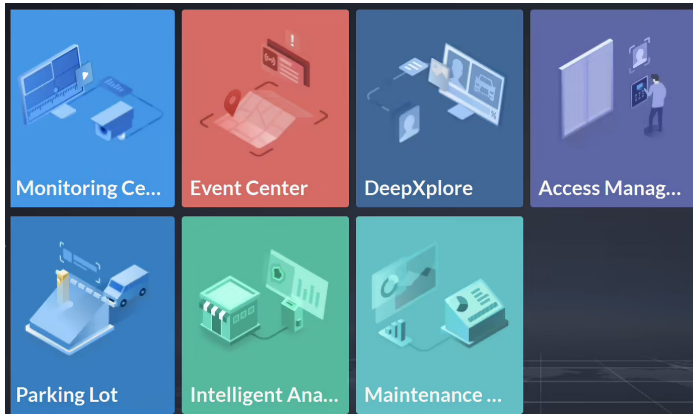 Monitoring Ce...
Event Center
DeepXplore
Access Manag...
Parking Lot
Intelligent Ana...
Maintenance ...